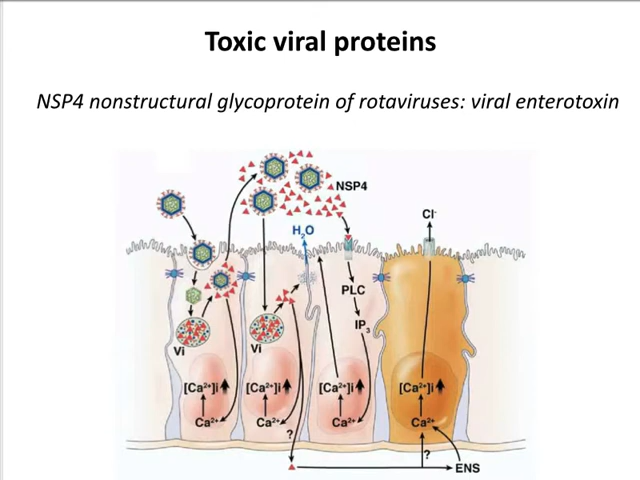 Toxic viral proteins
NSP4 nonstructural glycoprotein of rotaviruses: viral enterotoxin
NSP4
Cl-
H2O
PLC
IP3
Vi
Vi
[Ca2+]i
[Ca2+]i
[Ca2+]i
[Ca2+]i
Ca2+
Ca2+
Ca2+
Ca2+
?
?
ENS